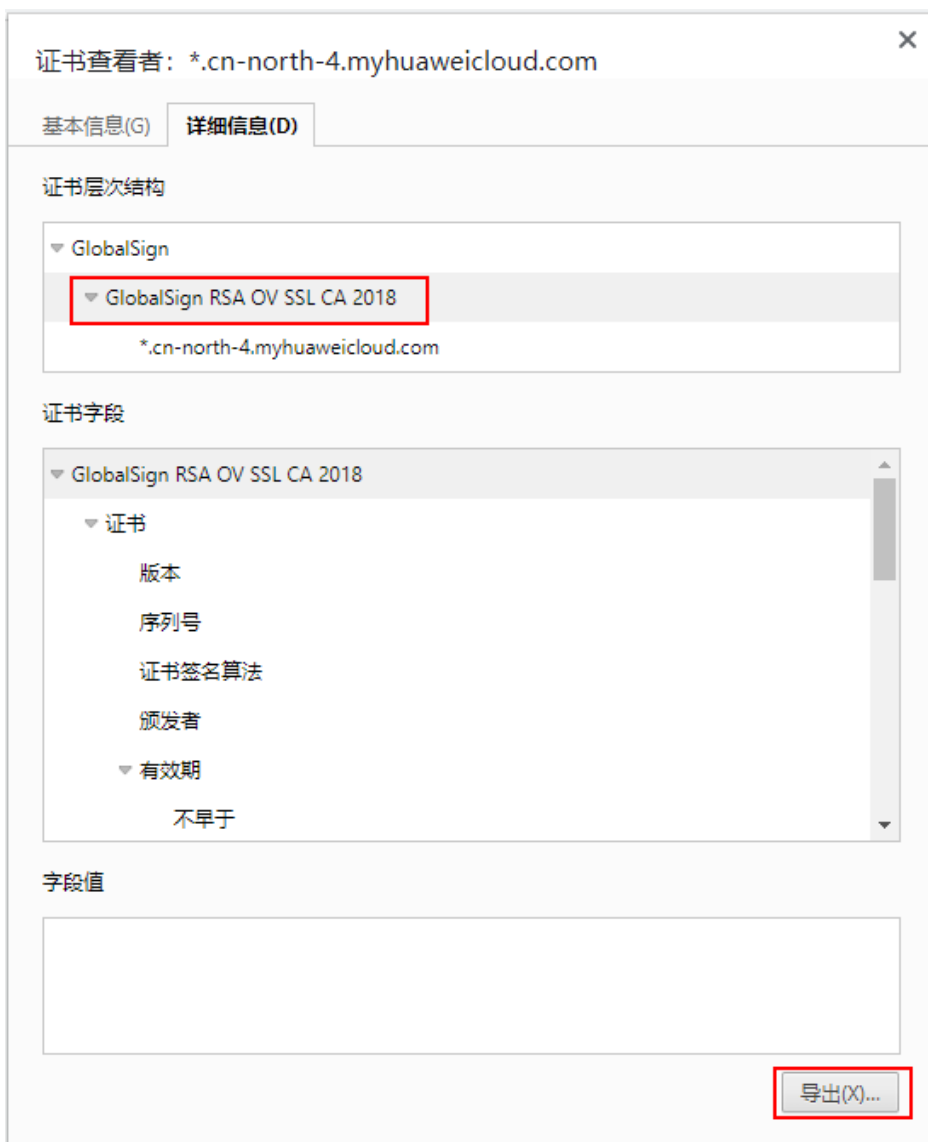 证书查看者：*.cn-north-4.myhuaweicloud.com
基本信息(G) 详细信息(D)
证书层次结构
GlobalSign
GlobalSign RSA OV SSL CA 2018
*.cn-north-4.myhuaweicloud.com
证书字段
GlobalSign RSA OV SSL CA 2018
证书
版本
序列号
证书签名算法
颁发者
有效期
不早于
字段值
导出(X)...